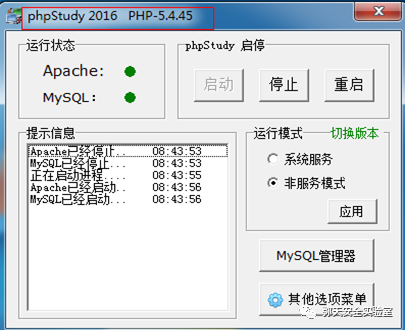 phpStudy 2016 PHP-5.4.45
运行状态
Apache:
MySQL:
phpStudy 启停
启动
停止
重启
提示信息
Apache已经停止.. 08:43:53
MySQL已经停止... 08:43:53
正在启动进程.... 08:43:55
Apache已经启动.. 08:43:56
MySQL已经启动... 08:43:56
运行模式 切换版本
系统服务
非服务模式
应用
MySQL管理器
其他选项菜单
安全实验室